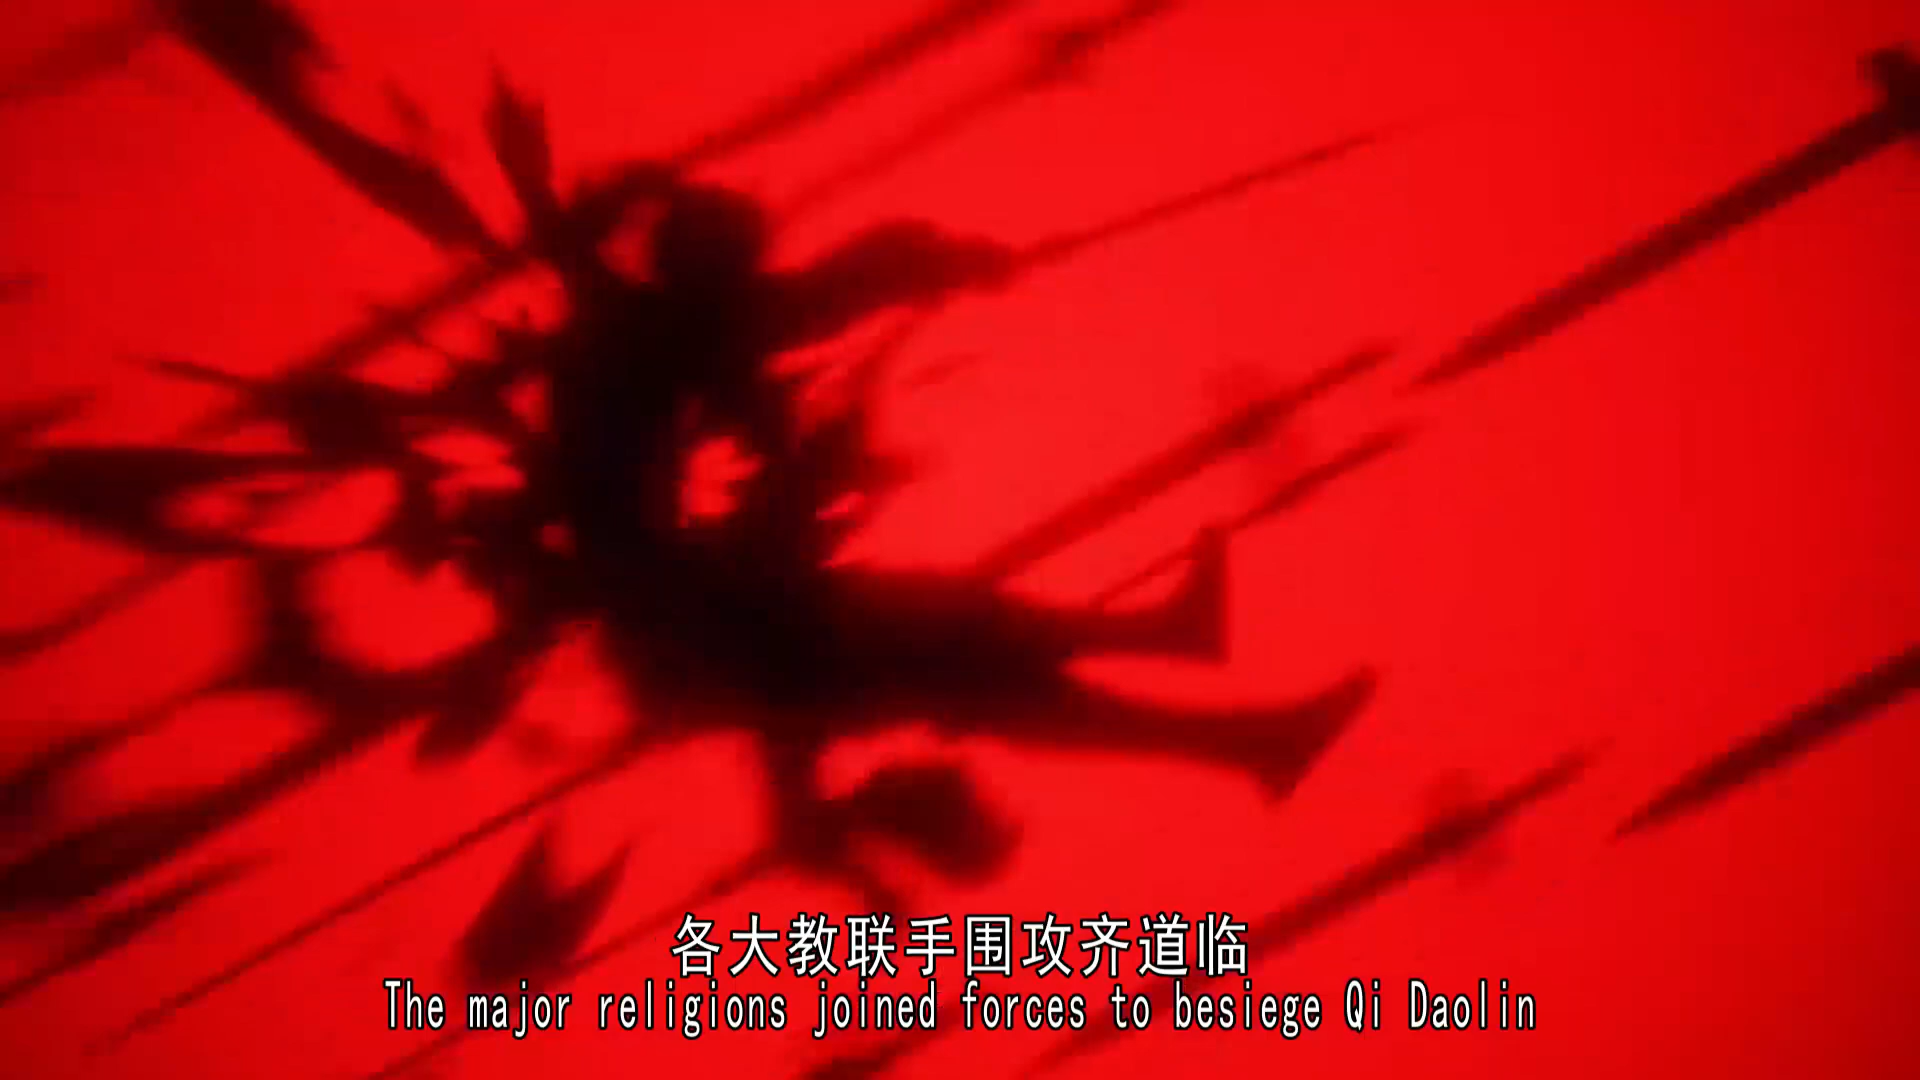 各大教联手围攻齐道临
The major religions joined forces to besiege Qi Daolin